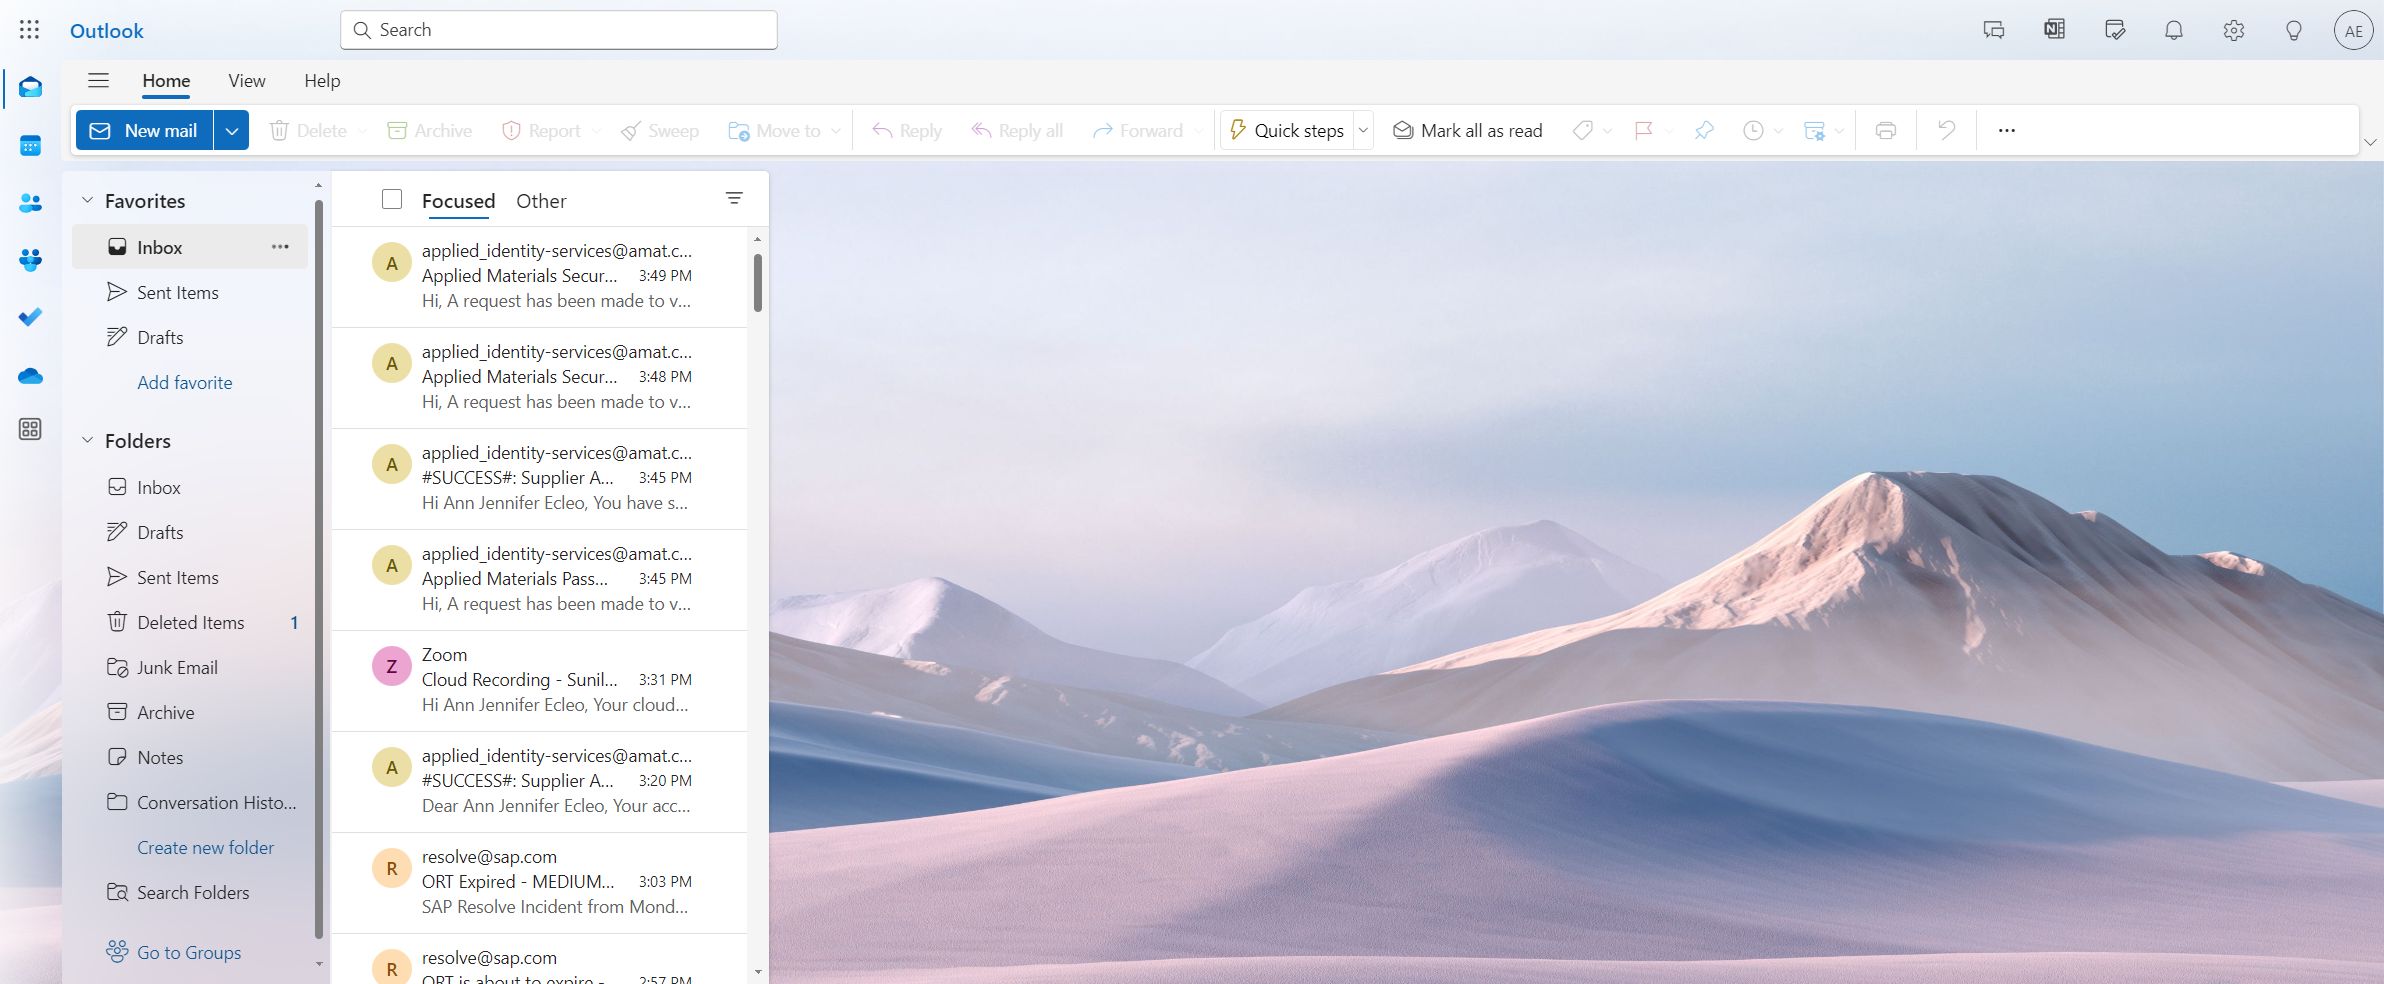 Outlook
Search
AE
Home View Help
New mail Delete Archive Report Sweep Move to Reply Reply all Forward Quick steps Mark all as read
Favorites
Inbox
Sent Items
Drafts
Add favorite
Folders
Inbox
Drafts
Sent Items
Deleted Items 1
Junk Email
Archive
Notes
Conversation Histo...
Create new folder
Search Folders
Go to Groups
Focused Other
A
applied_identity-services@amat.c...
Applied Materials Secur... 3:49 PM
Hi, A request has been made to v...
A
applied_identity-services@amat.c...
Applied Materials Secur... 3:48 PM
Hi, A request has been made to v...
A
applied_identity-services@amat.c...
#SUCCESS#: Supplier A... 3:45 PM
Hi Ann Jennifer Ecleo, You have s...
A
applied_identity-services@amat.c...
Applied Materials Pass... 3:45 PM
Hi, A request has been made to v...
Z
Zoom
Cloud Recording - Sunil... 3:31 PM
Hi Ann Jennifer Ecleo, Your cloud...
A
applied_identity-services@amat.c...
#SUCCESS#: Supplier A... 3:20 PM
Dear Ann Jennifer Ecleo, Your acc...
R
resolve@sap.com
ORT Expired - MEDIUM... 3:03 PM
SAP Resolve Incident from Mond...
R
resolve@sap.com
ORT is about to expire - 2:57 PM